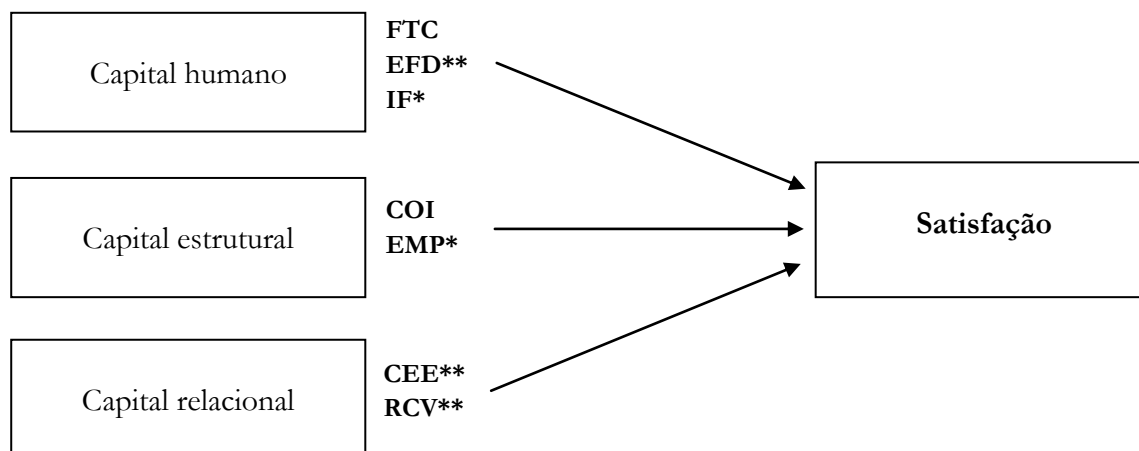 Capital humano
FTC
EFD**
IF*
Capital estrutural
COI
EMP*
Satisfação
Capital relacional
CEE**
RCV**